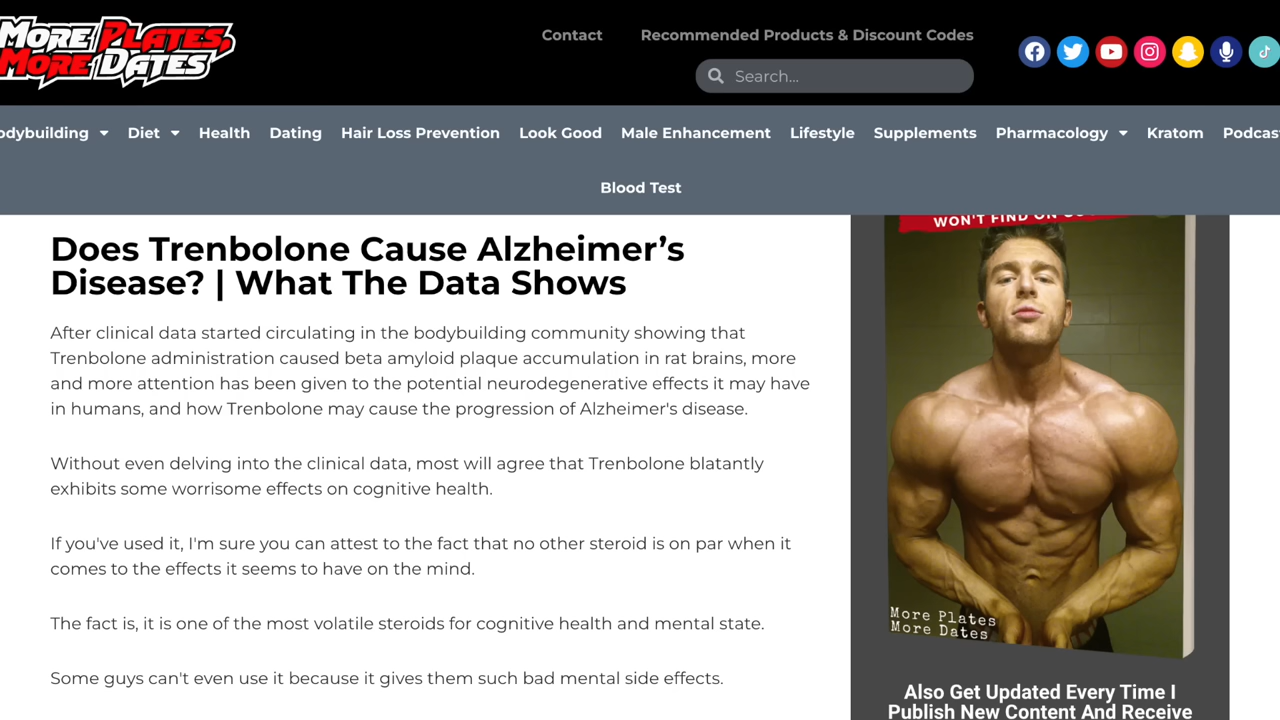 MORE PLATES,
MORE DATES
Contact
Recommended Products & Discount Codes
Search...
odybuilding
Diet
Health
Dating
Hair Loss Prevention
Look Good
Male Enhancement
Lifestyle
Supplements
Pharmacology
Kratom
Podcas
Blood Test
Does Trenbolone Cause Alzheimer’s
Disease? | What The Data Shows
After clinical data started circulating in the bodybuilding community showing that
Trenbolone administration caused beta amyloid plaque accumulation in rat brains, more
and more attention has been given to the potential neurodegenerative effects it may have
in humans, and how Trenbolone may cause the progression of Alzheimer's disease.
Without even delving into the clinical data, most will agree that Trenbolone blatantly
exhibits some worrisome effects on cognitive health.
If you've used it, I'm sure you can attest to the fact that no other steroid is on par when it
comes to the effects it seems to have on the mind.
The fact is, it is one of the most volatile steroids for cognitive health and mental state.
Some guys can't even use it because it gives them such bad mental side effects.
WON'T FIND ON
More Plates
More Dates
Also Get Updated Every Time I
Publish New Content And Receive